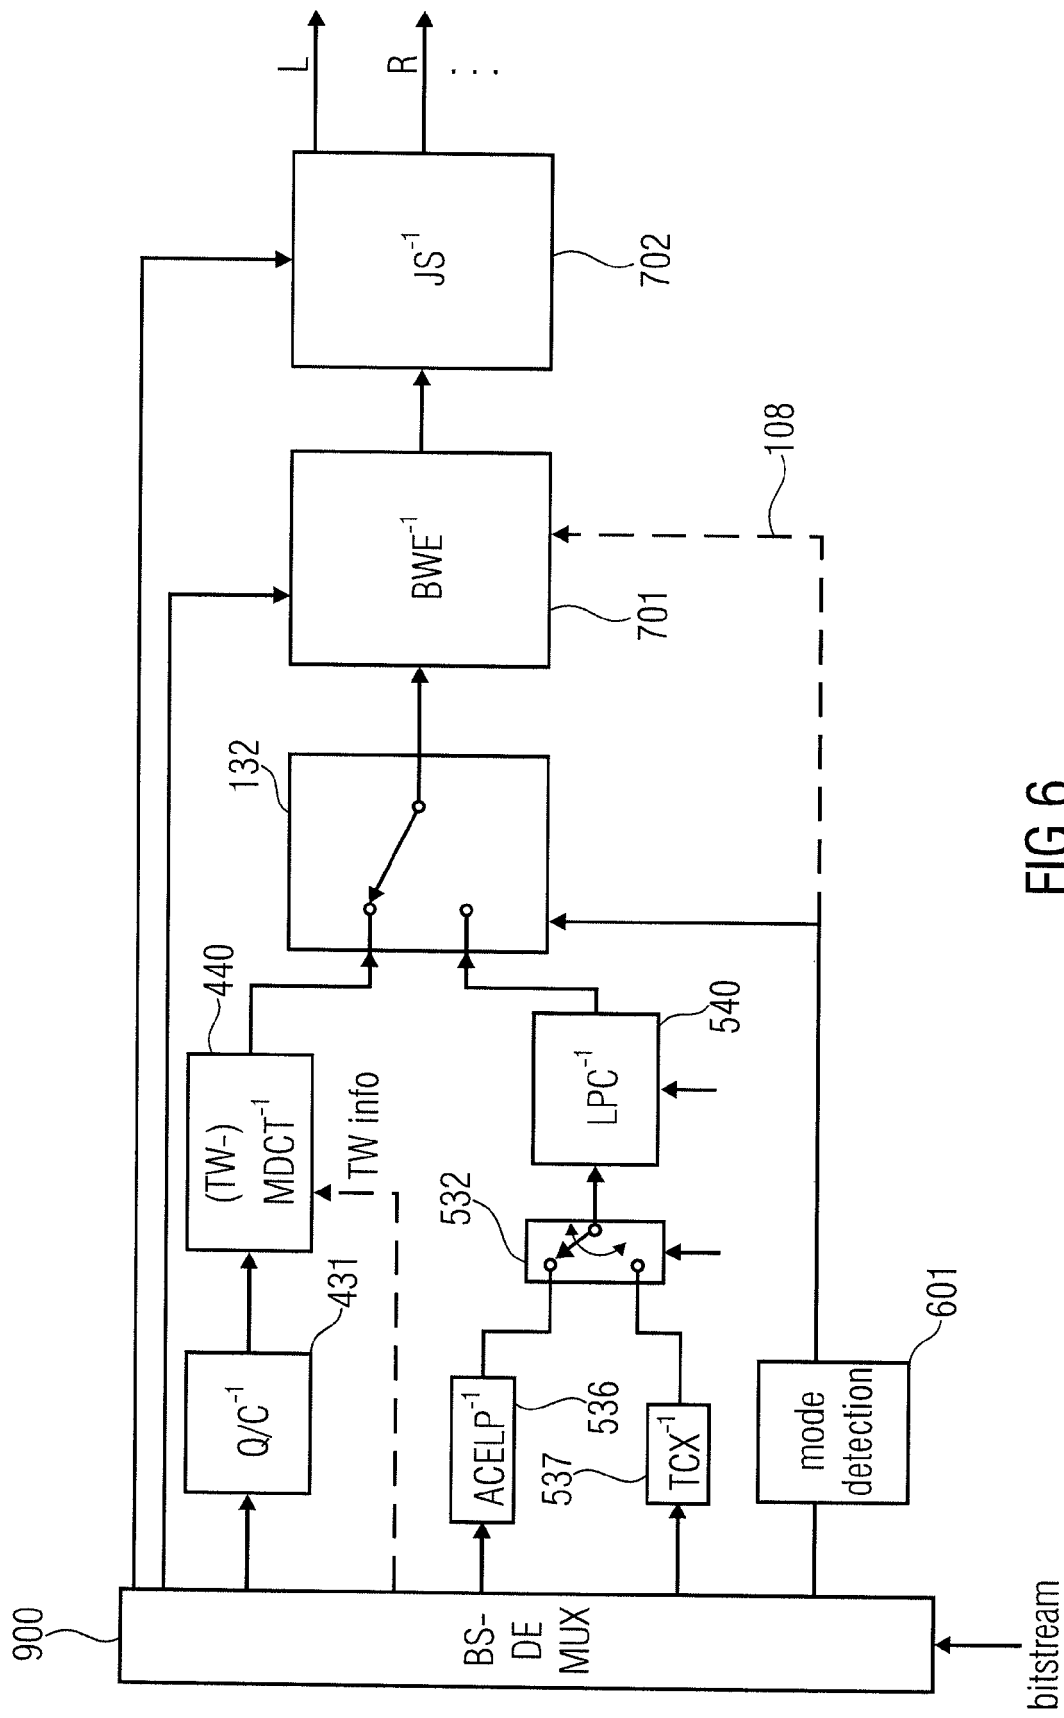 900
BS-
DE
MUX
bitstream
Q/C⁻¹
431
(TW-)
MDCT⁻¹
440
TW info
ACELP⁻¹
536
TCX⁻¹
537
532
LPC⁻¹
540
mode
detection
601
132
BWE⁻¹
701
108
JS⁻¹
702
L
R
. . .
FIG 6